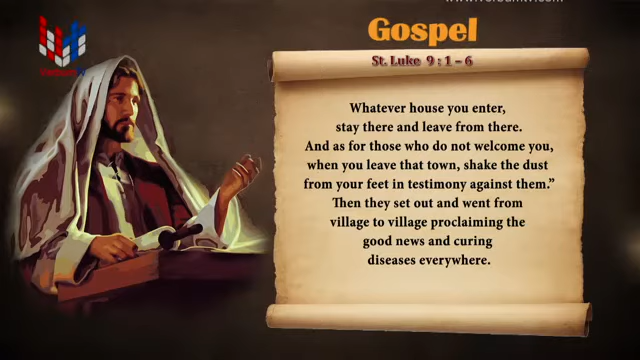 Gospel
St. Luke 9 : 1 - 6
Whatever house you enter,
stay there and leave from there.
And as for those who do not welcome you,
when you leave that town, shake the dust
from your feet in testimony against them.”
Then they set out and went from
village to village proclaiming the
good news and curing
diseases everywhere.